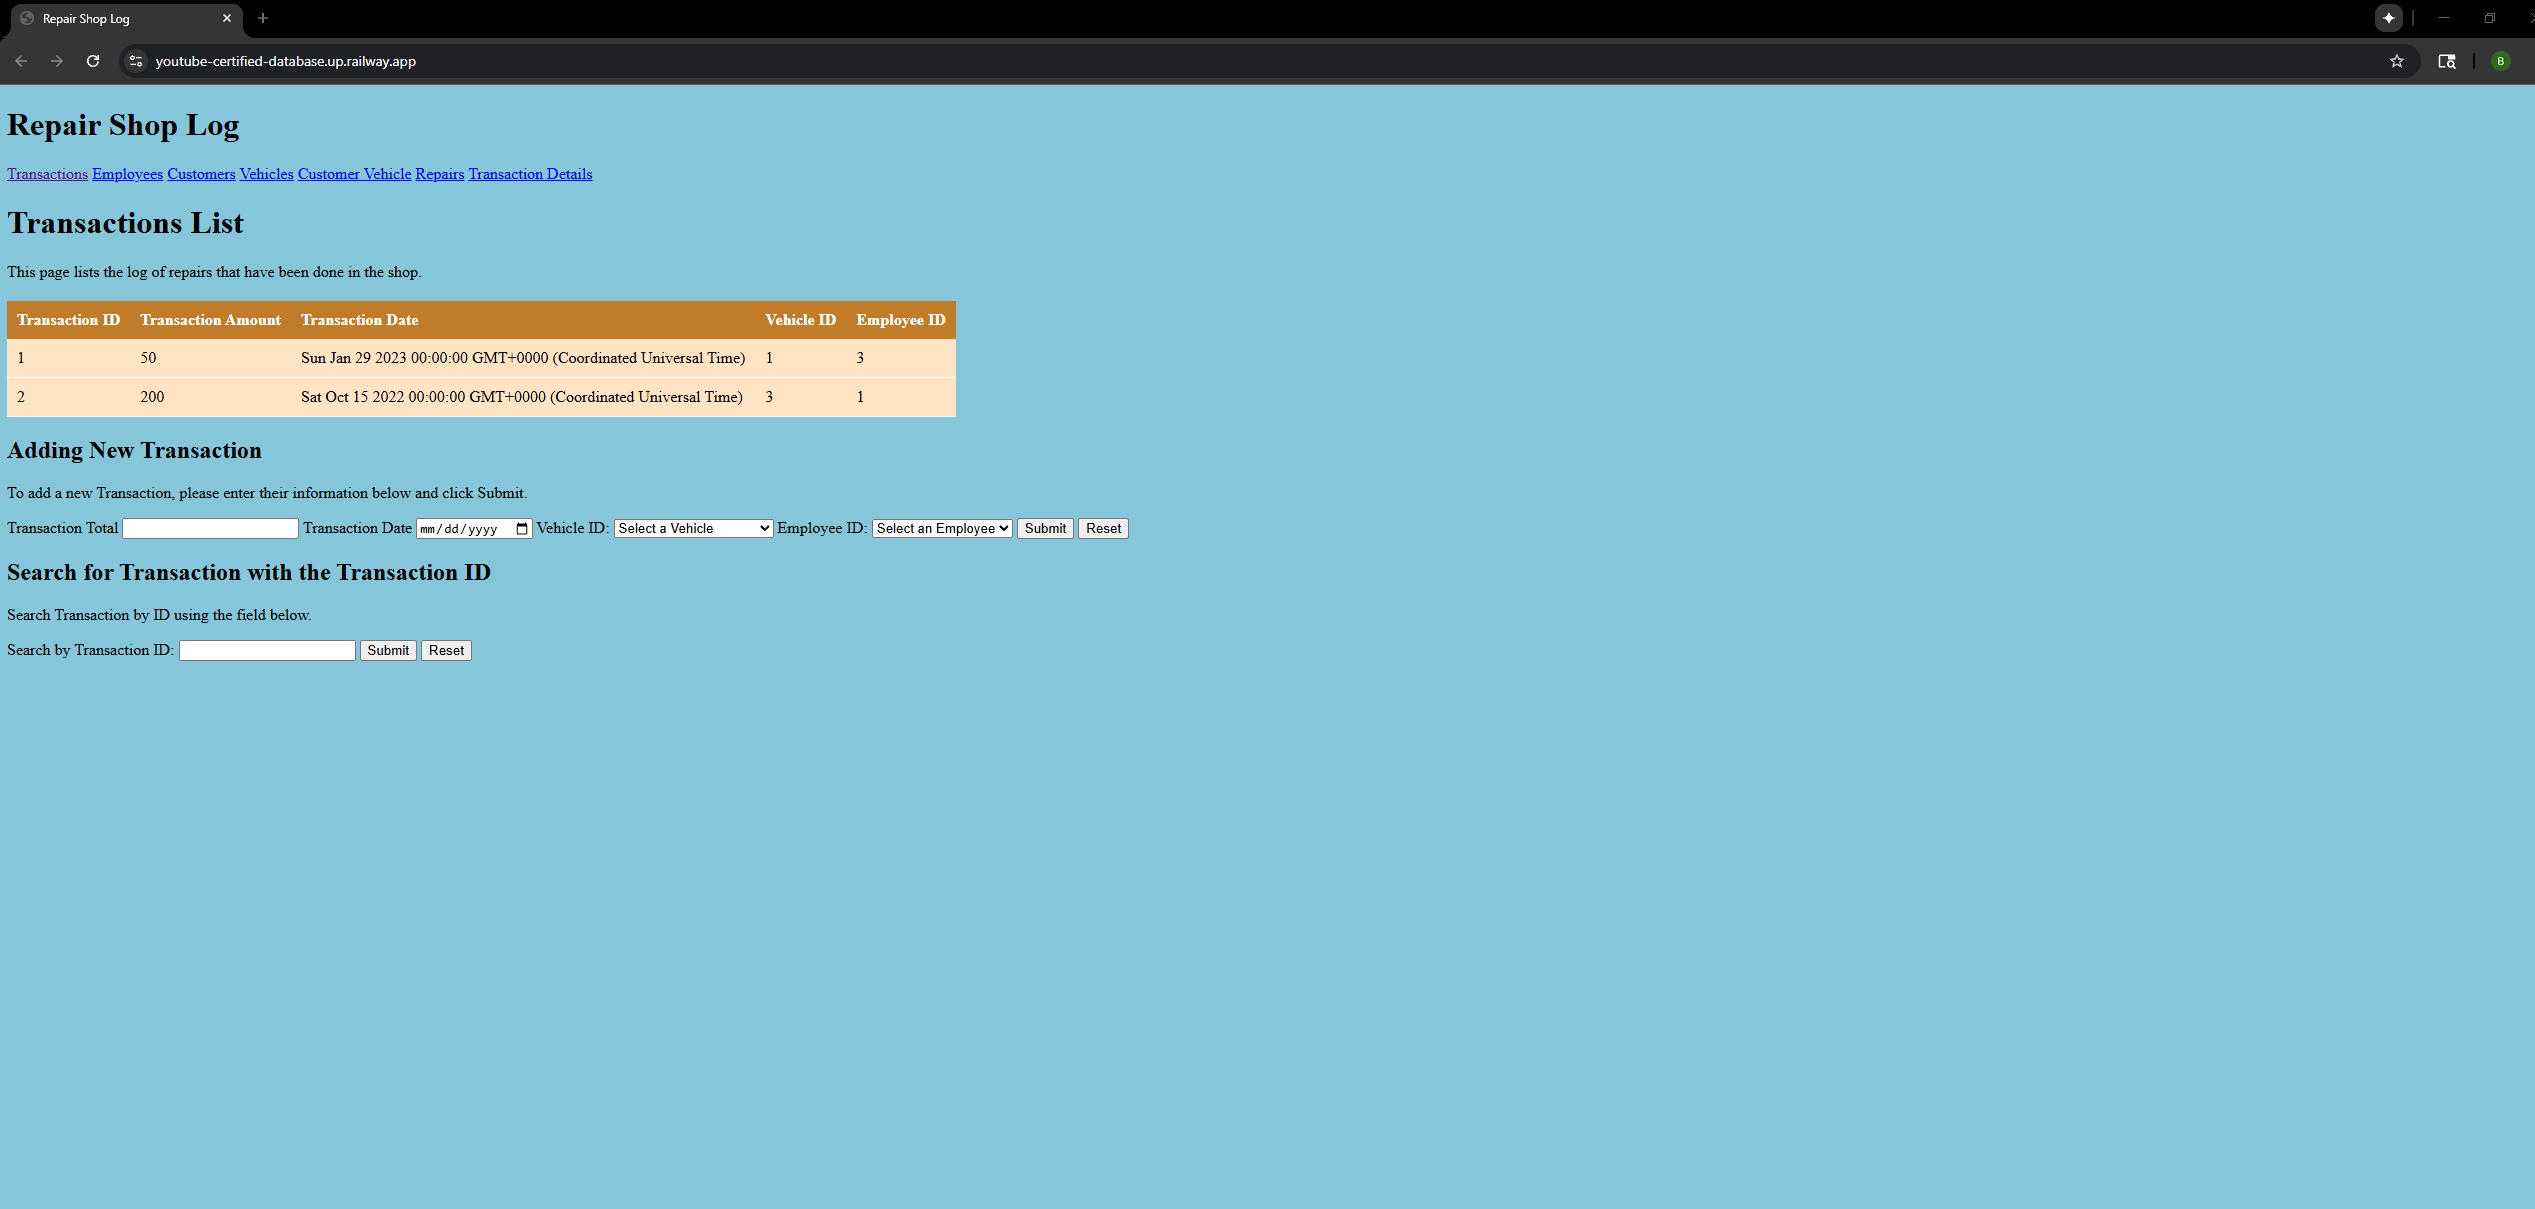 Repair Shop Log
youtube-certified-database.up.railway.app
B
Repair Shop Log
Transactions Employees Customers Vehicles Customer Vehicle Repairs Transaction Details
Transactions List
This page lists the log of repairs that have been done in the shop.
Transaction ID Transaction Amount Transaction Date Vehicle ID Employee ID
1 50 Sun Jan 29 2023 00:00:00 GMT+0000 (Coordinated Universal Time) 1 3
2 200 Sat Oct 15 2022 00:00:00 GMT+0000 (Coordinated Universal Time) 3 1
Adding New Transaction
To add a new Transaction, please enter their information below and click Submit.
Transaction Total Transaction Date mm/dd/yyyy Vehicle ID: Select a Vehicle Employee ID: Select an Employee Submit Reset
Search for Transaction with the Transaction ID
Search Transaction by ID using the field below.
Search by Transaction ID: Submit Reset